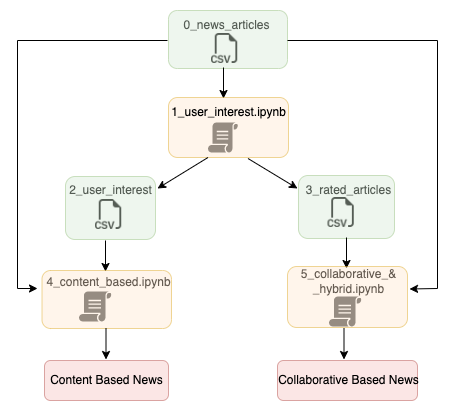 0_news_articles
CSV
1_user_interest.ipynb
2_user_interest
CSV
3_rated_articles
CSV
4_content_based.ipynb
5_collaborative_&
_hybrid.ipynb
Content Based News
Collaborative Based News